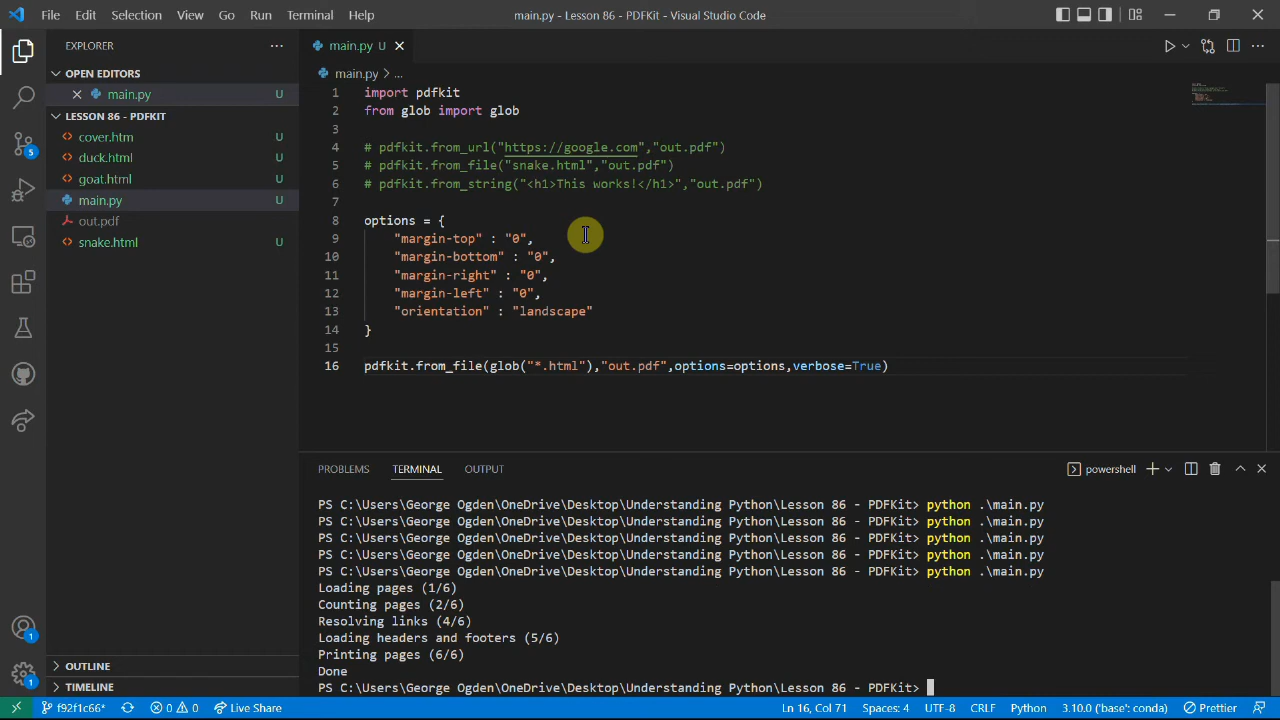 File Edit Selection View Go Run Terminal Help main.py - Lesson 86 - PDFKit - Visual Studio Code
EXPLORER
OPEN EDITORS
main.py U
LESSON 86 - PDFKIT
cover.htm U
duck.html U
goat.html U
main.py U
out.pdf
snake.html U
OUTLINE
TIMELINE
main.py U
main.py > ...
1 import pdfkit
2 from glob import glob
3
4 # pdfkit.from_url("https://google.com","out.pdf")
5 # pdfkit.from_file("snake.html","out.pdf")
6 # pdfkit.from_string("<h1>This works!</h1>","out.pdf")
7
8 options = {
9 "margin-top" : "0",
10 "margin-bottom" : "0",
11 "margin-right" : "0",
12 "margin-left" : "0",
13 "orientation" : "landscape"
14 }
15
16 pdfkit.from_file(glob("*.html"),"out.pdf",options=options,verbose=True)
PROBLEMS TERMINAL OUTPUT powershell
PS C:\Users\George Ogden\OneDrive\Desktop\Understanding Python\Lesson 86 - PDFKit> python .\main.py
PS C:\Users\George Ogden\OneDrive\Desktop\Understanding Python\Lesson 86 - PDFKit> python .\main.py
PS C:\Users\George Ogden\OneDrive\Desktop\Understanding Python\Lesson 86 - PDFKit> python .\main.py
PS C:\Users\George Ogden\OneDrive\Desktop\Understanding Python\Lesson 86 - PDFKit> python .\main.py
PS C:\Users\George Ogden\OneDrive\Desktop\Understanding Python\Lesson 86 - PDFKit> python .\main.py
Loading pages (1/6)
Counting pages (2/6)
Resolving links (4/6)
Loading headers and footers (5/6)
Printing pages (6/6)
Done
PS C:\Users\George Ogden\OneDrive\Desktop\Understanding Python\Lesson 86 - PDFKit>
5
1
1
f92f1c66* 0 0 Live Share Ln 16, Col 71 Spaces: 4 UTF-8 CRLF Python 3.10.0 ('base': conda) Prettier